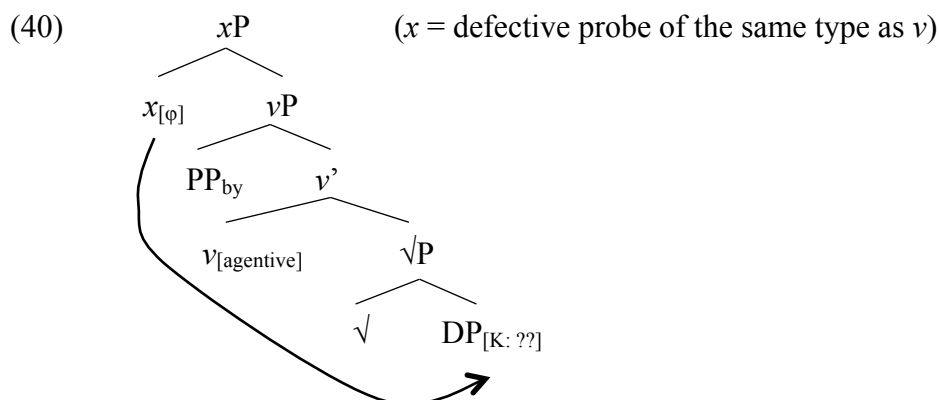 (40) xP (x = defective probe of the same type as v)
x[φ] vP
PPby v’
v[agentive] √P
√ DP[K: ??]